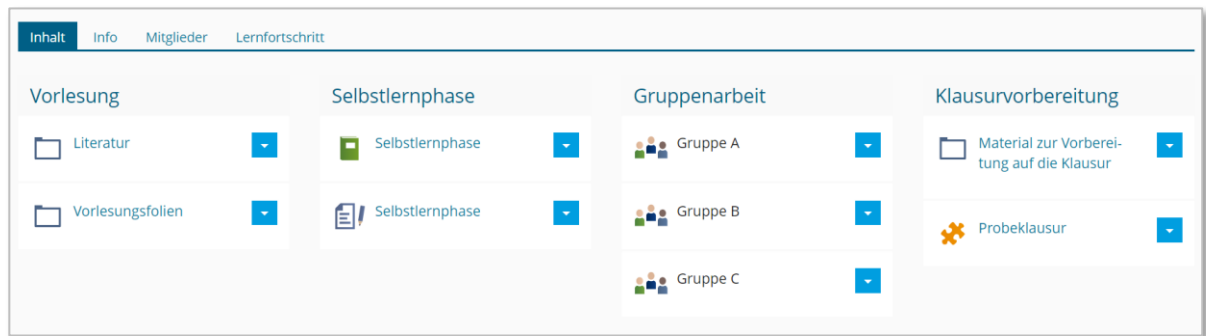 Inhalt Info Mitglieder Lernfortschritt
Vorlesung
Literatur
Vorlesungsfolien
Selbstlernphase
Selbstlernphase
Selbstlernphase
Gruppenarbeit
Gruppe A
Gruppe B
Gruppe C
Klausurvorbereitung
Material zur Vorberei-
tung auf die Klausur
Probeklausur